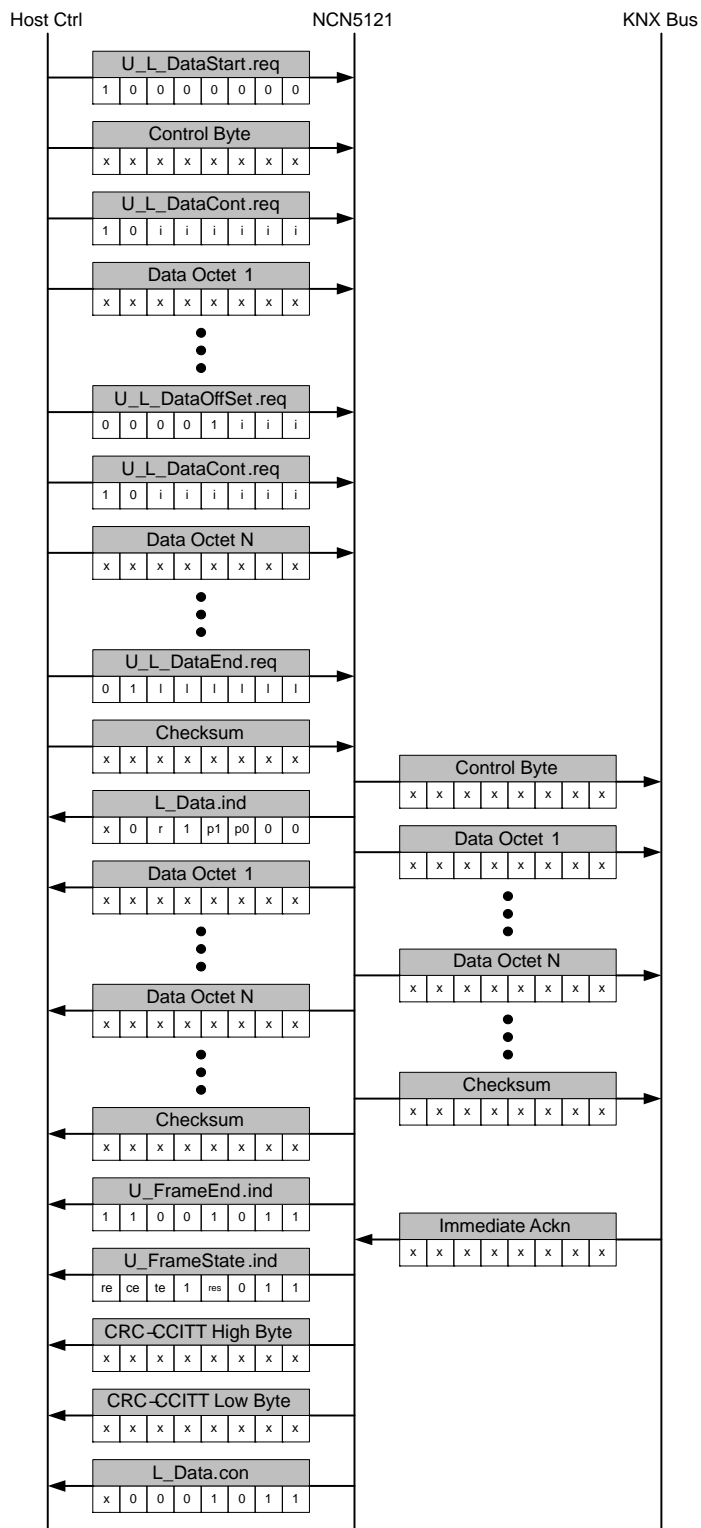 Host Ctrl NCN5121 KNX Bus
U_L_DataStart.req
1 0 0 0 0 0 0 0
Control Byte
x x x x x x x x
U_L_DataCont.req
1 0 i i i i i i
Data Octet 1
x x x x x x x x
U_L_DataOffSet.req
0 0 0 0 1 i i i
U_L_DataCont.req
1 0 i i i i i i
Data Octet N
x x x x x x x x
U_L_DataEnd.req
0 1 l l l l l l
Checksum
x x x x x x x x
Control Byte
x x x x x x x x
L_Data.ind
x 0 r 1 p1 p0 0 0
Data Octet 1
x x x x x x x x
Data Octet 1
x x x x x x x x
Data Octet N
x x x x x x x x
Data Octet N
x x x x x x x x
Checksum
x x x x x x x x
Checksum
x x x x x x x x
U_FrameEnd.ind
1 1 0 0 1 0 1 1
Immediate Ackn
x x x x x x x x
U_FrameState.ind
re ce te 1 res 0 1 1
CRC-CCITT High Byte
x x x x x x x x
CRC-CCITT Low Byte
x x x x x x x x
L_Data.con
x 0 0 0 1 0 1 1